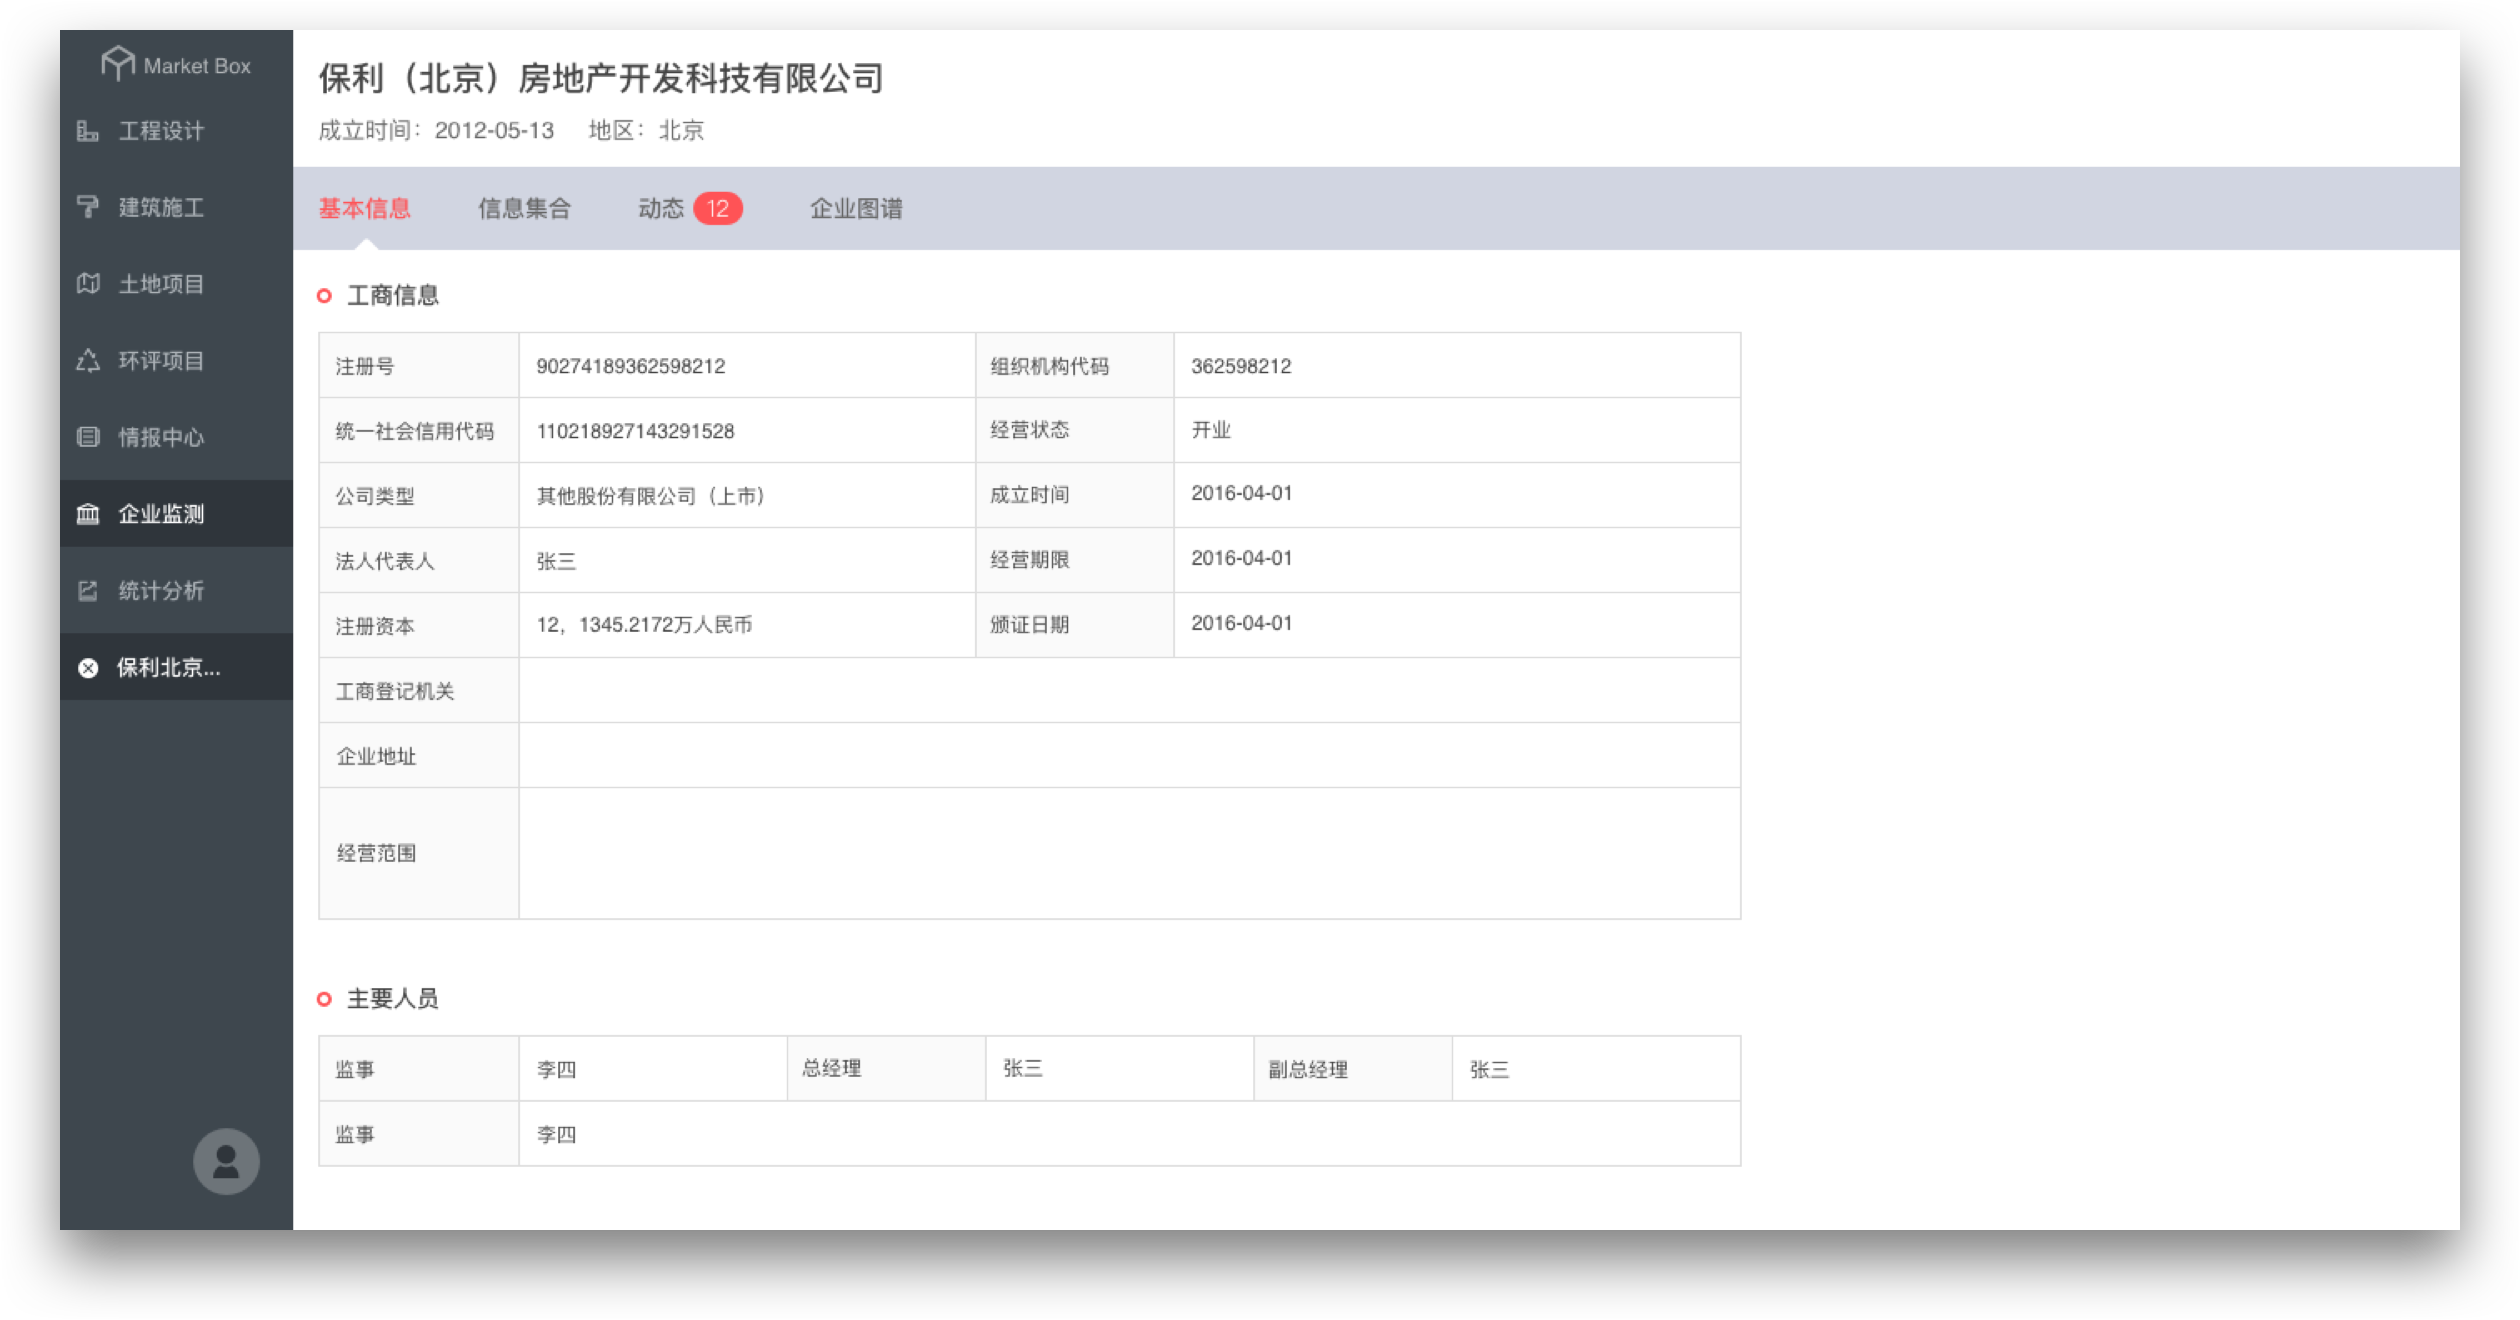 Market Box
工程设计
建筑施工
土地项目
环评项目
情报中心
企业监测
统计分析
保利北京...
保利（北京）房地产开发科技有限公司
成立时间：2012-05-13 地区：北京
基本信息 信息集合 动态 12 企业图谱
工商信息
注册号 90274189362598212 组织机构代码 362598212
统一社会信用代码 110218927143291528 经营状态 开业
公司类型 其他股份有限公司（上市） 成立时间 2016-04-01
法人代表人 张三 经营期限 2016-04-01
注册资本 12，1345.2172万人民币 颁证日期 2016-04-01
工商登记机关
企业地址
经营范围
主要人员
监事 李四 总经理 张三 副总经理 张三
监事 李四